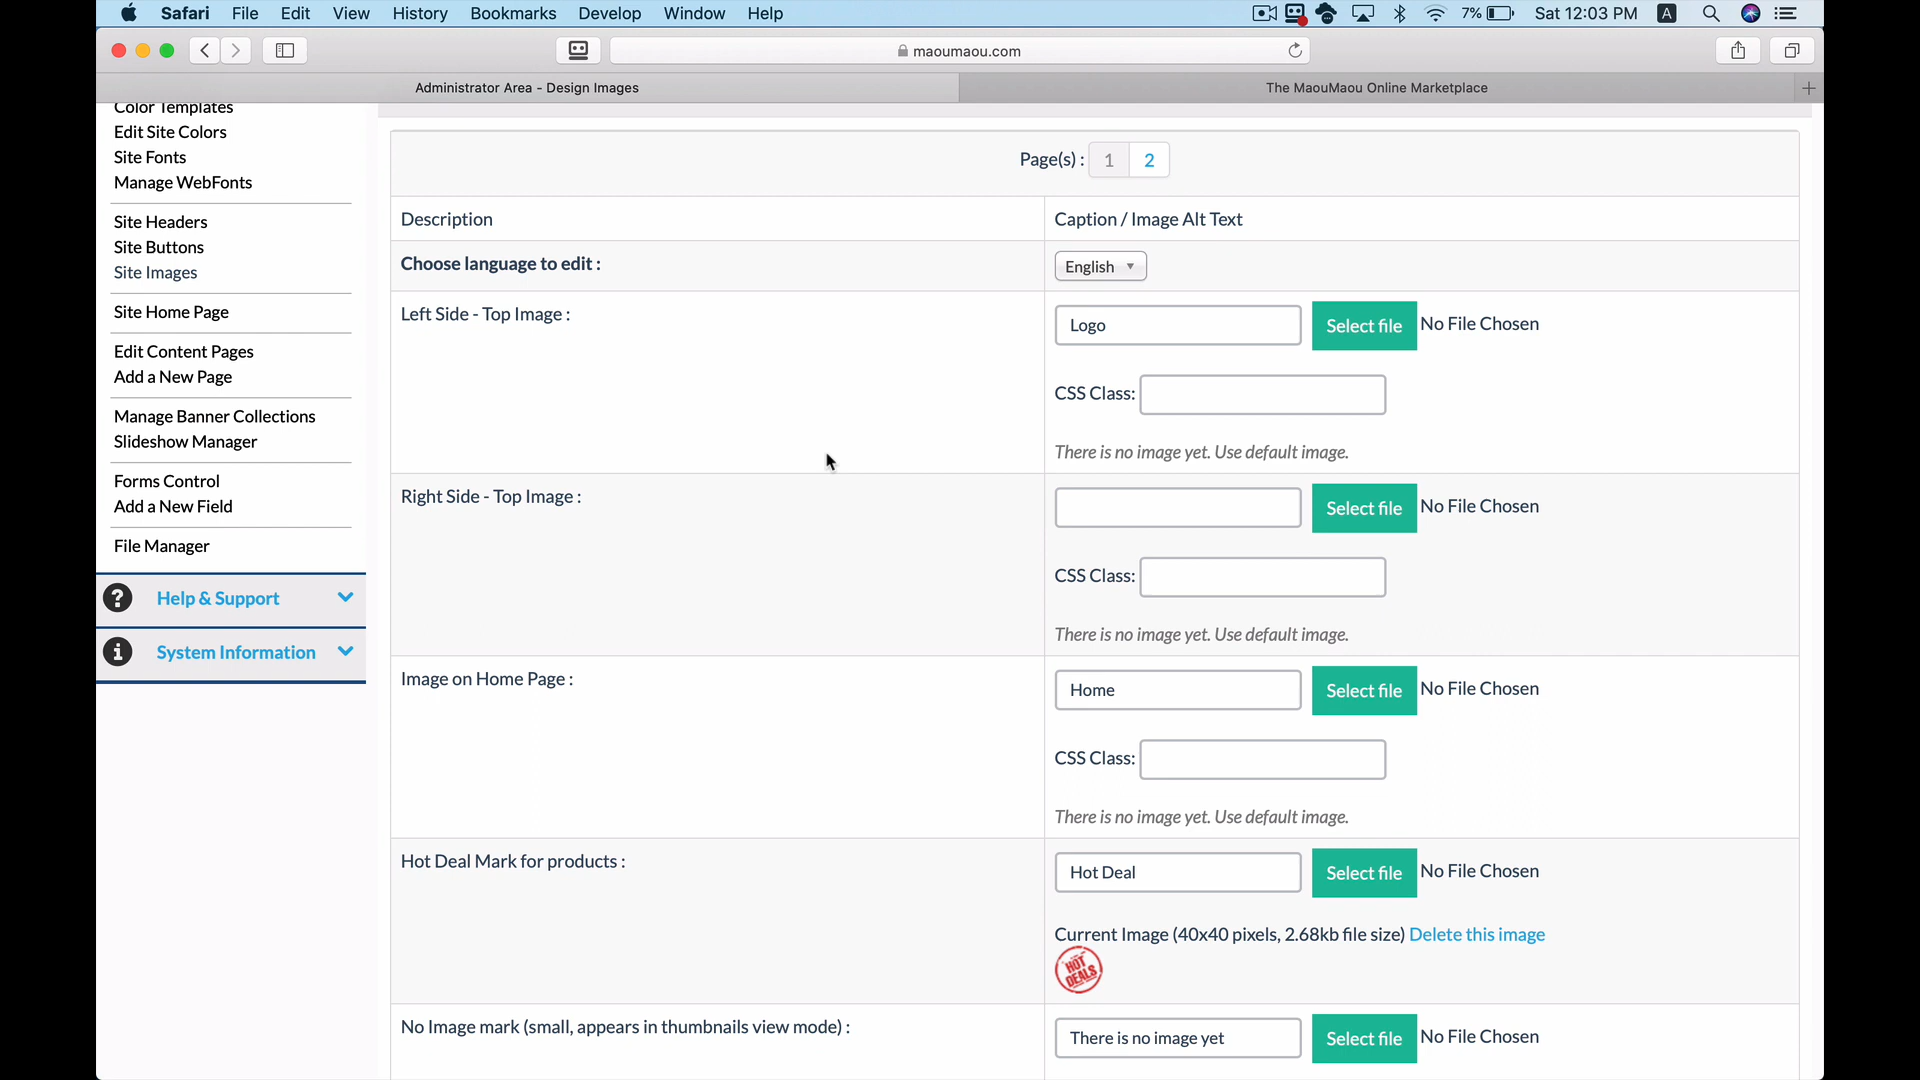 Safari File Edit View History Bookmarks Develop Window Help 7% Sat 12:03 PM A
maoumaou.com
Administrator Area - Design Images The MaouMaou Online Marketplace
Color Templates
Edit Site Colors
Site Fonts
Manage WebFonts
Site Headers
Site Buttons
Site Images
Site Home Page
Edit Content Pages
Add a New Page
Manage Banner Collections
Slideshow Manager
Forms Control
Add a New Field
File Manager
Help & Support
System Information
Page(s) : 1 2
Description Caption / Image Alt Text
Choose language to edit : English
Left Side - Top Image : Logo Select file No File Chosen
CSS Class:
There is no image yet. Use default image.
Right Side - Top Image : Select file No File Chosen
CSS Class:
There is no image yet. Use default image.
Image on Home Page : Home Select file No File Chosen
CSS Class:
There is no image yet. Use default image.
Hot Deal Mark for products : Hot Deal Select file No File Chosen
Current Image (40x40 pixels, 2.68kb file size) Delete this image
HOT
DEALS
No Image mark (small, appears in thumbnails view mode) : There is no image yet Select file No File Chosen